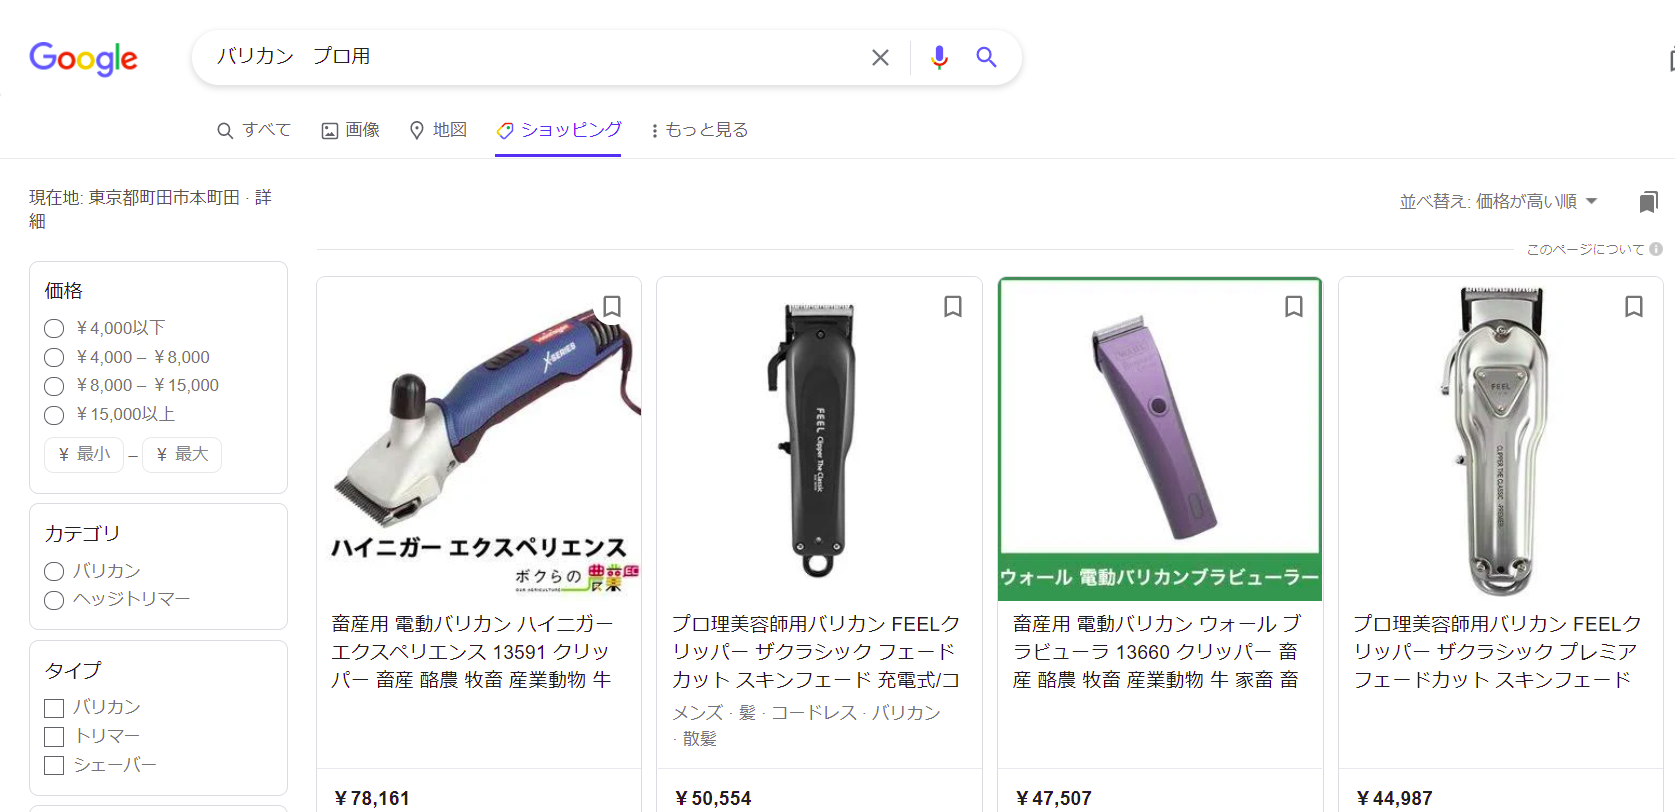 Google
バリカン　プロ用
すべて
画像
地図
ショッピング
もっと見る
現在地: 東京都町田市本町田 · 詳
細
並べ替え: 価格が高い順
このページについて
価格
￥4,000以下
￥4,000 – ￥8,000
￥8,000 – ￥15,000
￥15,000以上
￥ 最小 – ￥ 最大
カテゴリ
バリカン
ヘッジトリマー
タイプ
バリカン
トリマー
シェーバー
X-SERIES
ハイニガー エクスペリエンス
ボクらの農業EC
OUR AGRICULTURE
畜産用 電動バリカン ハイニガー
エクスペリエンス 13591 クリッ
パー 畜産 酪農 牧畜 産業動物 牛
￥78,161
FEEL Clipper The Classic
プロ理美容師用バリカン FEELク
リッパー ザクラシック フェード
カット スキンフェード 充電式/コ
メンズ · 髪 · コードレス · バリカン
· 散髪
￥50,554
ウォール 電動バリカンブラビューラー
畜産用 電動バリカン ウォール ブ
ラビューラ 13660 クリッパー 畜
産 酪農 牧畜 産業動物 牛 家畜 畜
￥47,507
FEEL
CLIPPER THE CLASSIC -PREMIER-
プロ理美容師用バリカン FEELク
リッパー ザクラシック プレミア
フェードカット スキンフェード
￥44,987